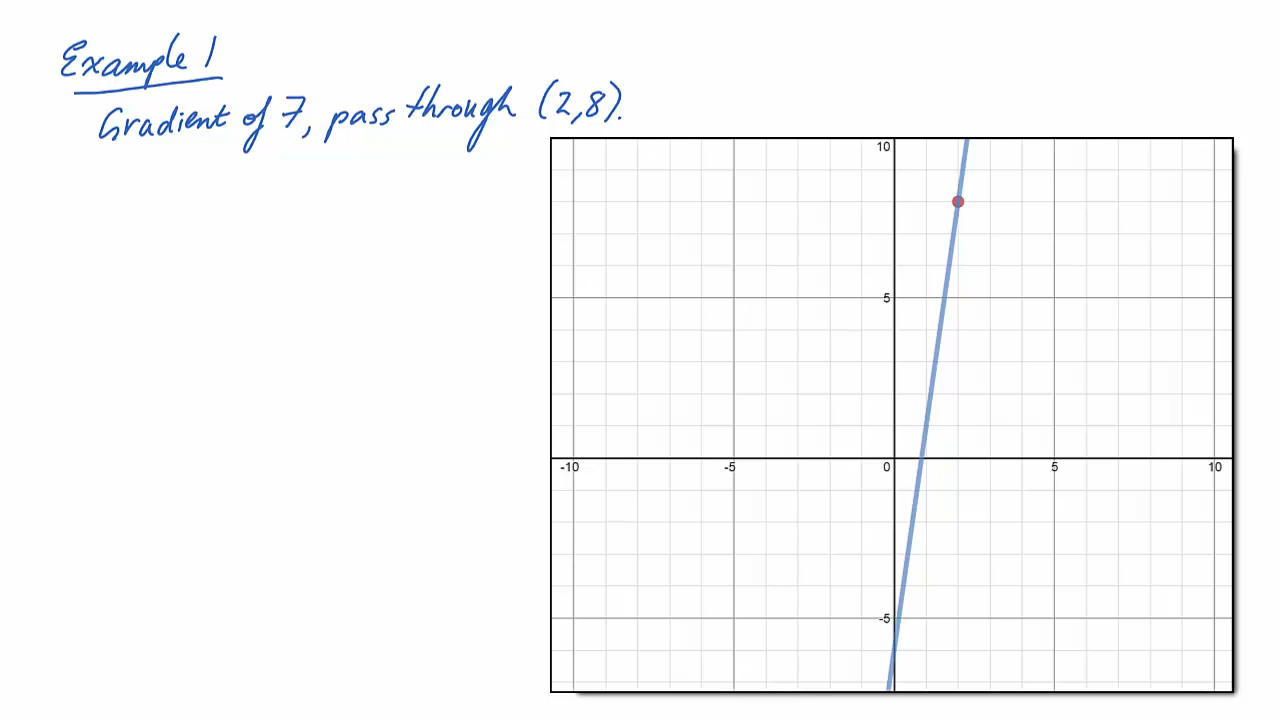 Example 1
Gradient of 7, pass through (2,8).
10
5
-10 -5 0 5 10
-5